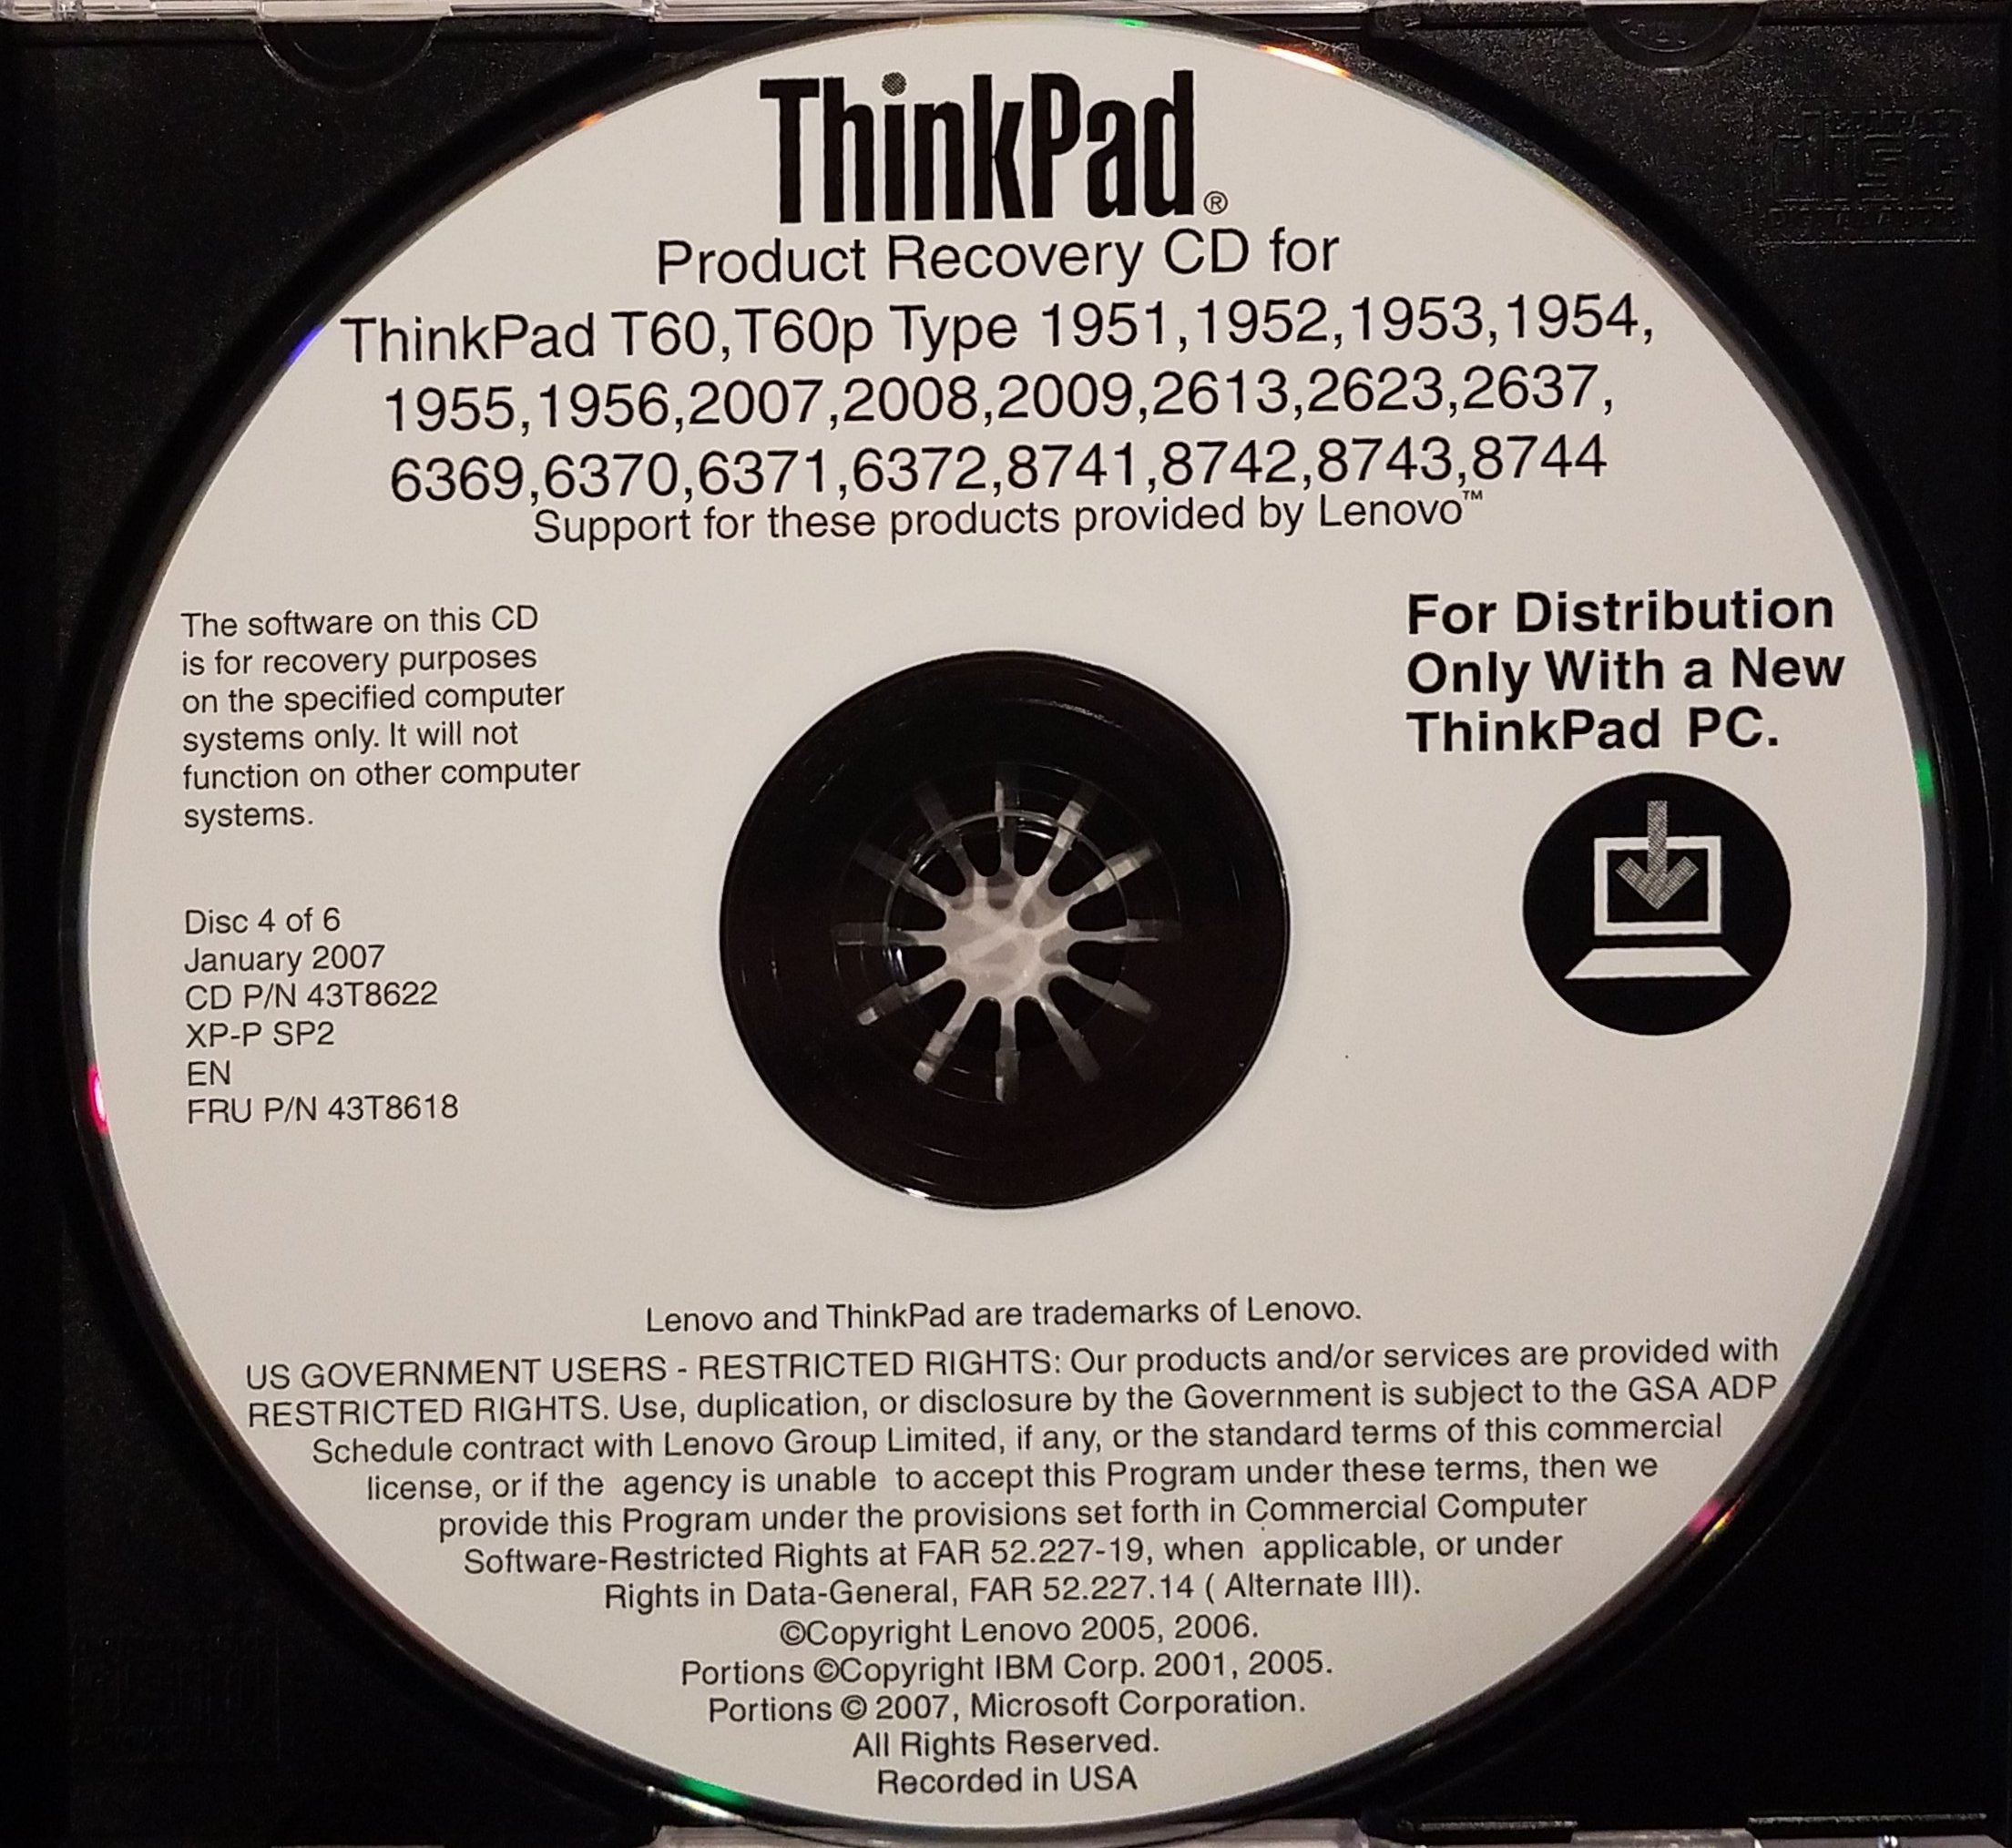 ThinkPad®
Product Recovery CD for
ThinkPad T60,T60p Type 1951,1952,1953,1954,
1955,1956,2007,2008,2009,2613,2623,2637,
6369,6370,6371,6372,8741,8742,8743,8744
Support for these products provided by Lenovo™
The software on this CD
is for recovery purposes
on the specified computer
systems only. It will not
function on other computer
systems.
For Distribution
Only With a New
ThinkPad PC.
Disc 4 of 6
January 2007
CD P/N 43T8622
XP-P SP2
EN
FRU P/N 43T8618
Lenovo and ThinkPad are trademarks of Lenovo.
US GOVERNMENT USERS - RESTRICTED RIGHTS: Our products and/or services are provided with
RESTRICTED RIGHTS. Use, duplication, or disclosure by the Government is subject to the GSA ADP
Schedule contract with Lenovo Group Limited, if any, or the standard terms of this commercial
license, or if the agency is unable to accept this Program under these terms, then we
provide this Program under the provisions set forth in Commercial Computer
Software-Restricted Rights at FAR 52.227-19, when applicable, or under
Rights in Data-General, FAR 52.227.14 ( Alternate III).
©Copyright Lenovo 2005, 2006.
Portions ©Copyright IBM Corp. 2001, 2005.
Portions © 2007, Microsoft Corporation.
All Rights Reserved.
Recorded in USA